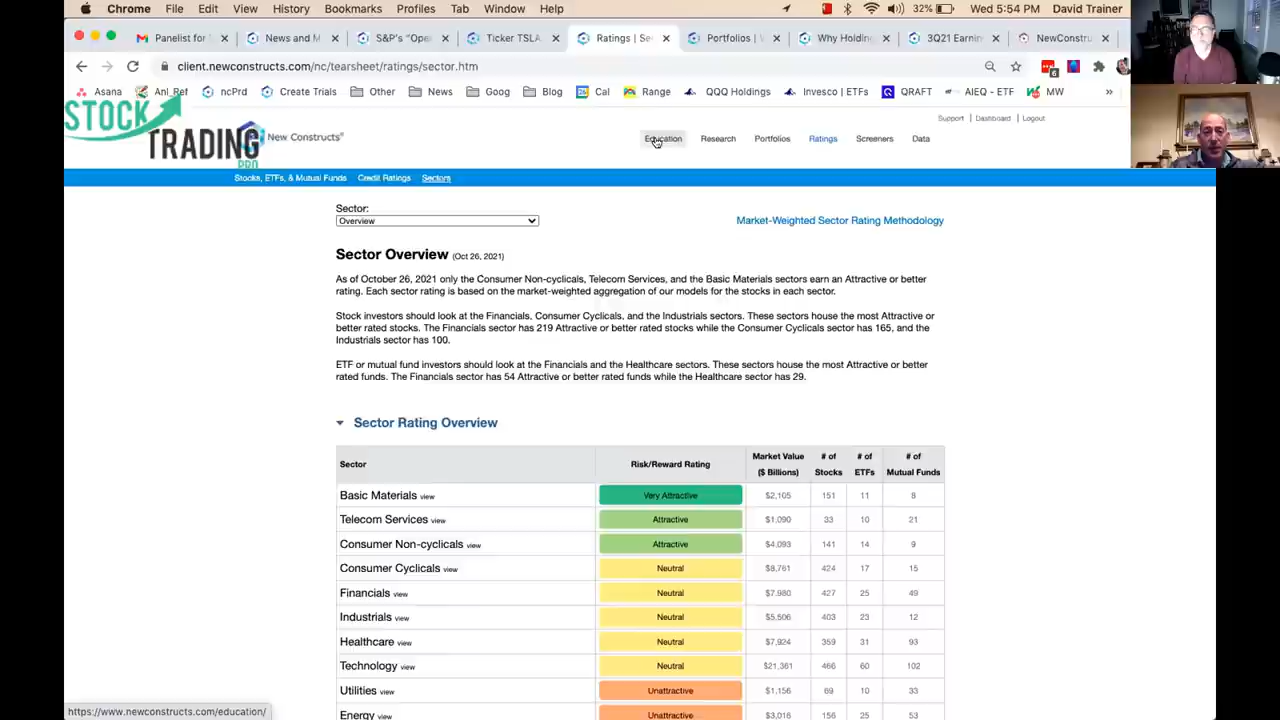 Chrome File Edit View History Bookmarks Profiles Tab Window Help 32% Wed 5:54 PM David Trainer
Panelist for News and M S&P's "Oper Ticker TSLA Ratings | Se Portfolios | V Why Holding 3Q21 Earnin NewConstru
client.newconstructs.com/nc/tearsheet/ratings/sector.htm 6
Asana Anl_Ref ncPrd Create Trials Other News Goog Blog Cal Range QQQ Holdings Invesco | ETFs QRAFT AIEQ - ETF MW »
STOCK
TRADING
PRO
New Constructs®
Support | Dashboard | Logout
Education Research Portfolios Ratings Screeners Data
Stocks, ETFs, & Mutual Funds Credit Ratings Sectors
Sector:
Overview
Market-Weighted Sector Rating Methodology
Sector Overview (Oct 26, 2021)
As of October 26, 2021 only the Consumer Non-cyclicals, Telecom Services, and the Basic Materials sectors earn an Attractive or better
rating. Each sector rating is based on the market-weighted aggregation of our models for the stocks in each sector.
Stock investors should look at the Financials, Consumer Cyclicals, and the Industrials sectors. These sectors house the most Attractive or
better rated stocks. The Financials sector has 219 Attractive or better rated stocks while the Consumer Cyclicals sector has 165, and the
Industrials sector has 100.
ETF or mutual fund investors should look at the Financials and the Healthcare sectors. These sectors house the most Attractive or better
rated funds. The Financials sector has 54 Attractive or better rated funds while the Healthcare sector has 29.
Sector Rating Overview
Sector Risk/Reward Rating Market Value ($ Billions) # of Stocks # of ETFs # of Mutual Funds
Basic Materials view Very Attractive $2,105 151 11 8
Telecom Services view Attractive $1,090 33 10 21
Consumer Non-cyclicals view Attractive $4,093 141 14 9
Consumer Cyclicals view Neutral $8,761 424 17 15
Financials view Neutral $7,980 427 25 49
Industrials view Neutral $5,506 403 23 12
Healthcare view Neutral $7,924 359 31 93
Technology view Neutral $21,361 466 60 102
Utilities view Unattractive $1,156 69 10 33
Energy view Unattractive $3,016 156 25 53
https://www.newconstructs.com/education/